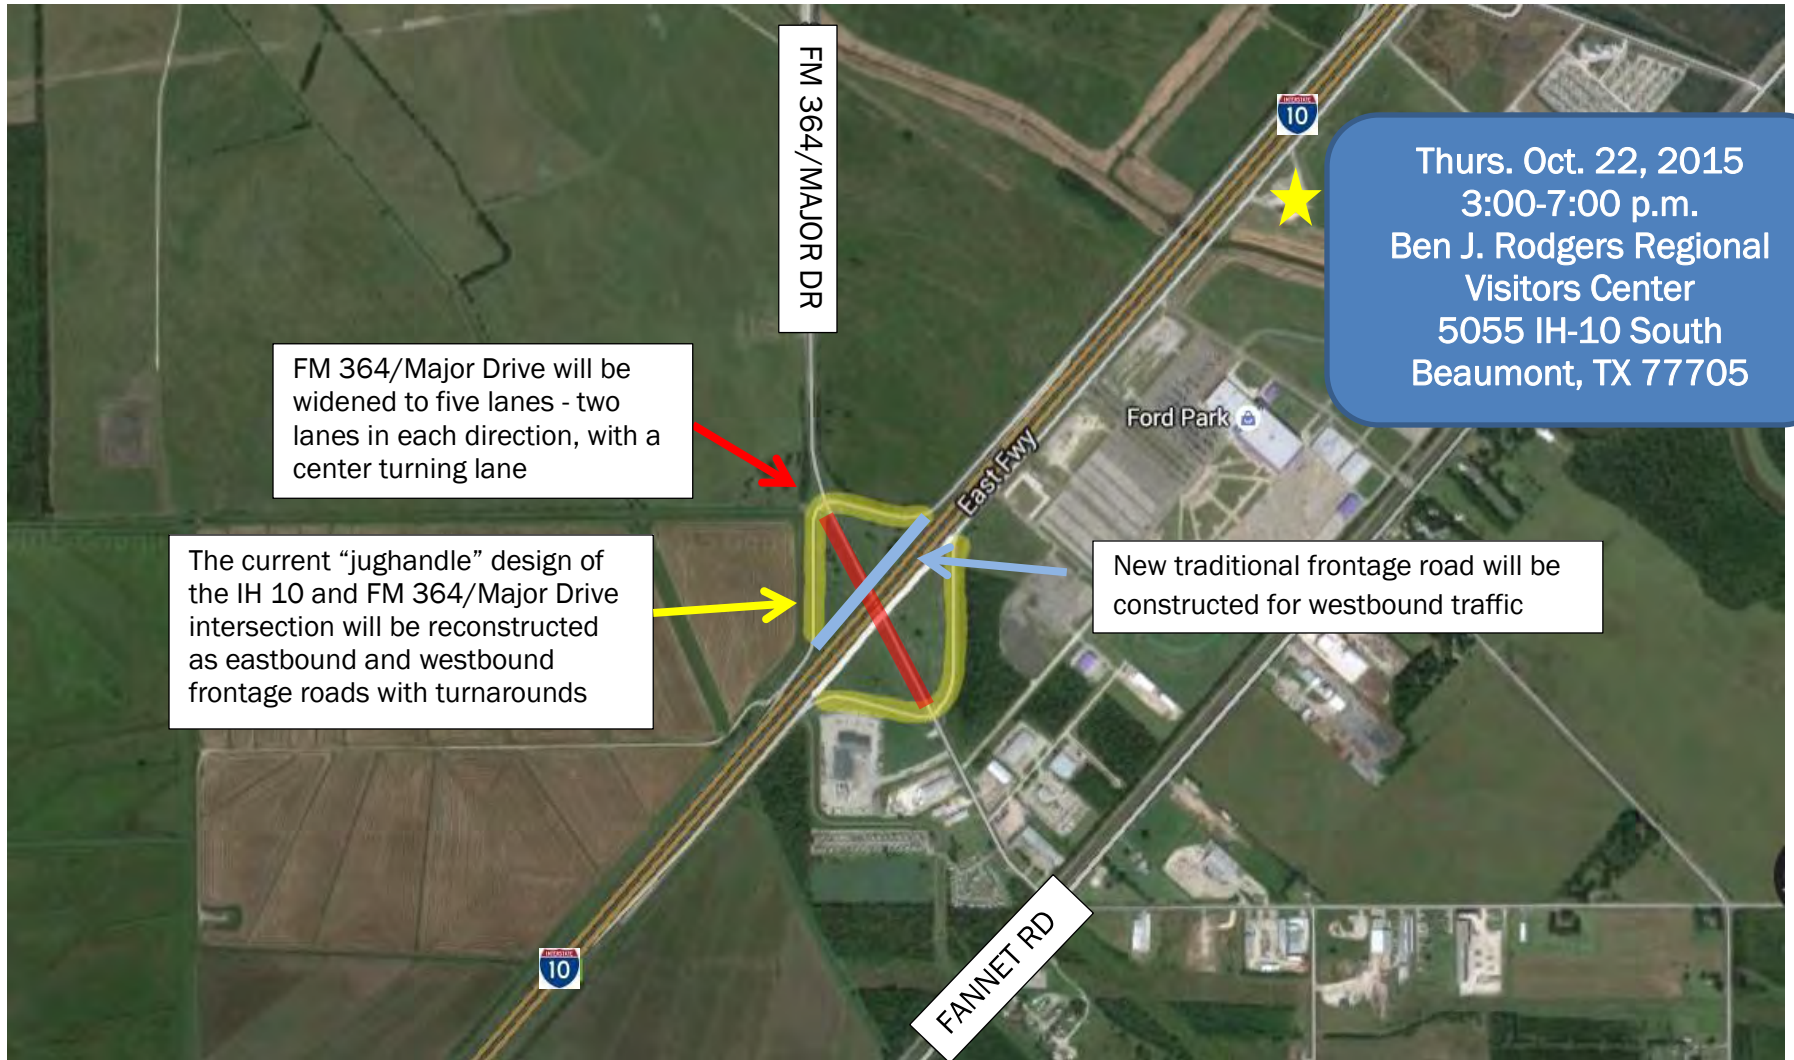 FM 364/MAJOR DR
INTERSTATE
10
Thurs. Oct. 22, 2015
3:00-7:00 p.m.
Ben J. Rodgers Regional
Visitors Center
5055 IH-10 South
Beaumont, TX 77705
FM 364/Major Drive will be
widened to five lanes - two
lanes in each direction, with a
center turning lane
Ford Park
East Fwy
The current “jughandle” design of
the IH 10 and FM 364/Major Drive
intersection will be reconstructed
as eastbound and westbound
frontage roads with turnarounds
New traditional frontage road will be
constructed for westbound traffic
FANNET RD
INTERSTATE
10